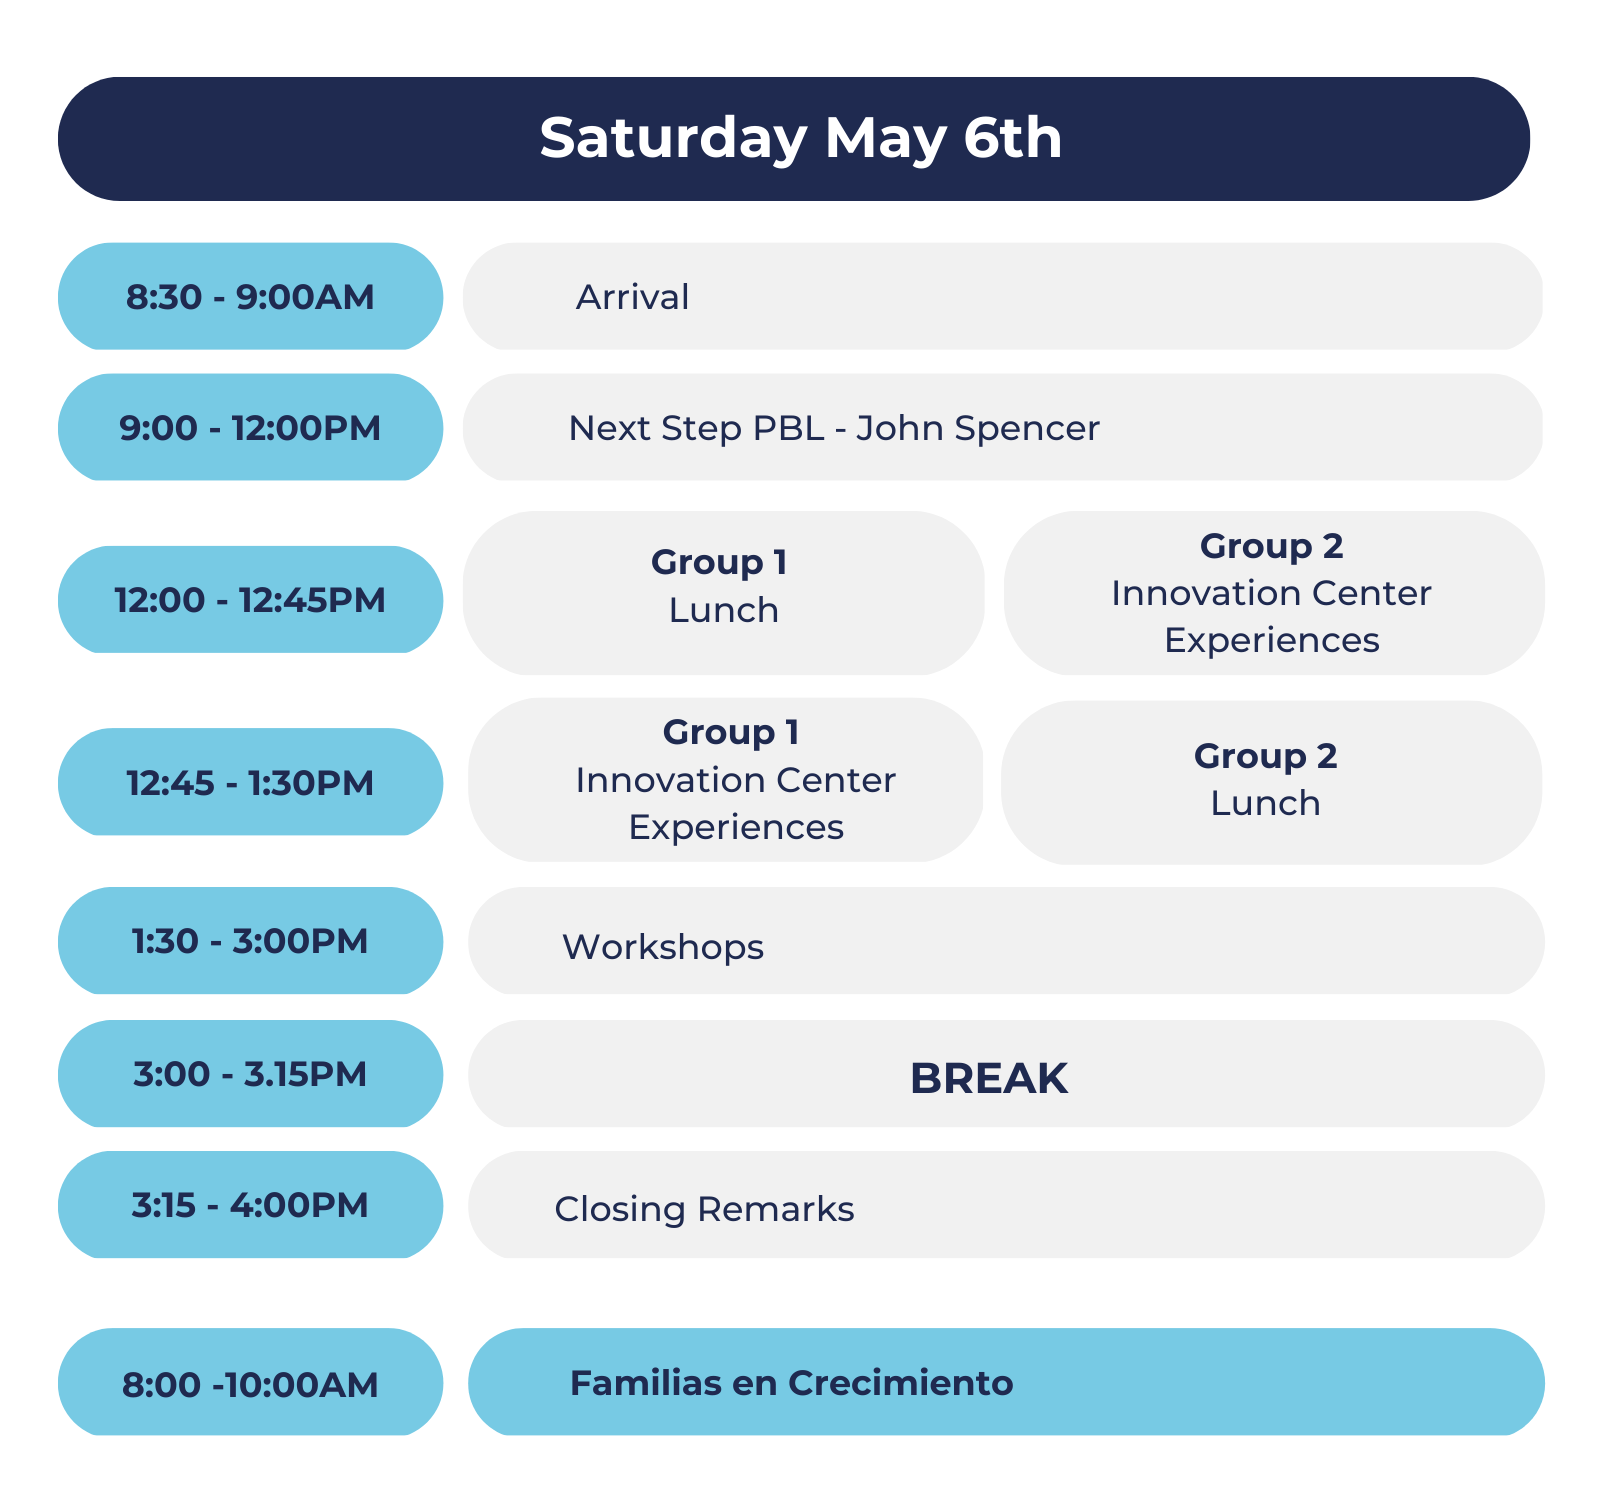 Saturday May 6th
8:30 - 9:00AM
Arrival
9:00 - 12:00PM
Next Step PBL - John Spencer
12:00 - 12:45PM
Group 1
Lunch
Group 2
Innovation Center
Experiences
12:45 - 1:30PM
Group 1
Innovation Center
Experiences
Group 2
Lunch
1:30 - 3:00PM
Workshops
3:00 - 3.15PM
BREAK
3:15 - 4:00PM
Closing Remarks
8:00 -10:00AM
Familias en Crecimiento